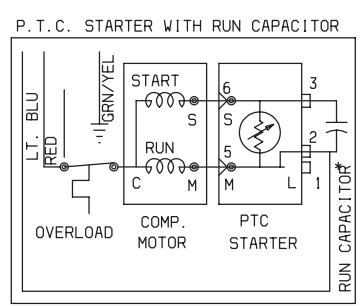 P.T.C. STARTER WITH RUN CAPACITOR
LT. BLU
RED
GRN/YEL
START
RUN
S
C
M
6
S
5
M
3
2
L
1
*
OVERLOAD
COMP.
MOTOR
PTC
STARTER
RUN CAPACITOR